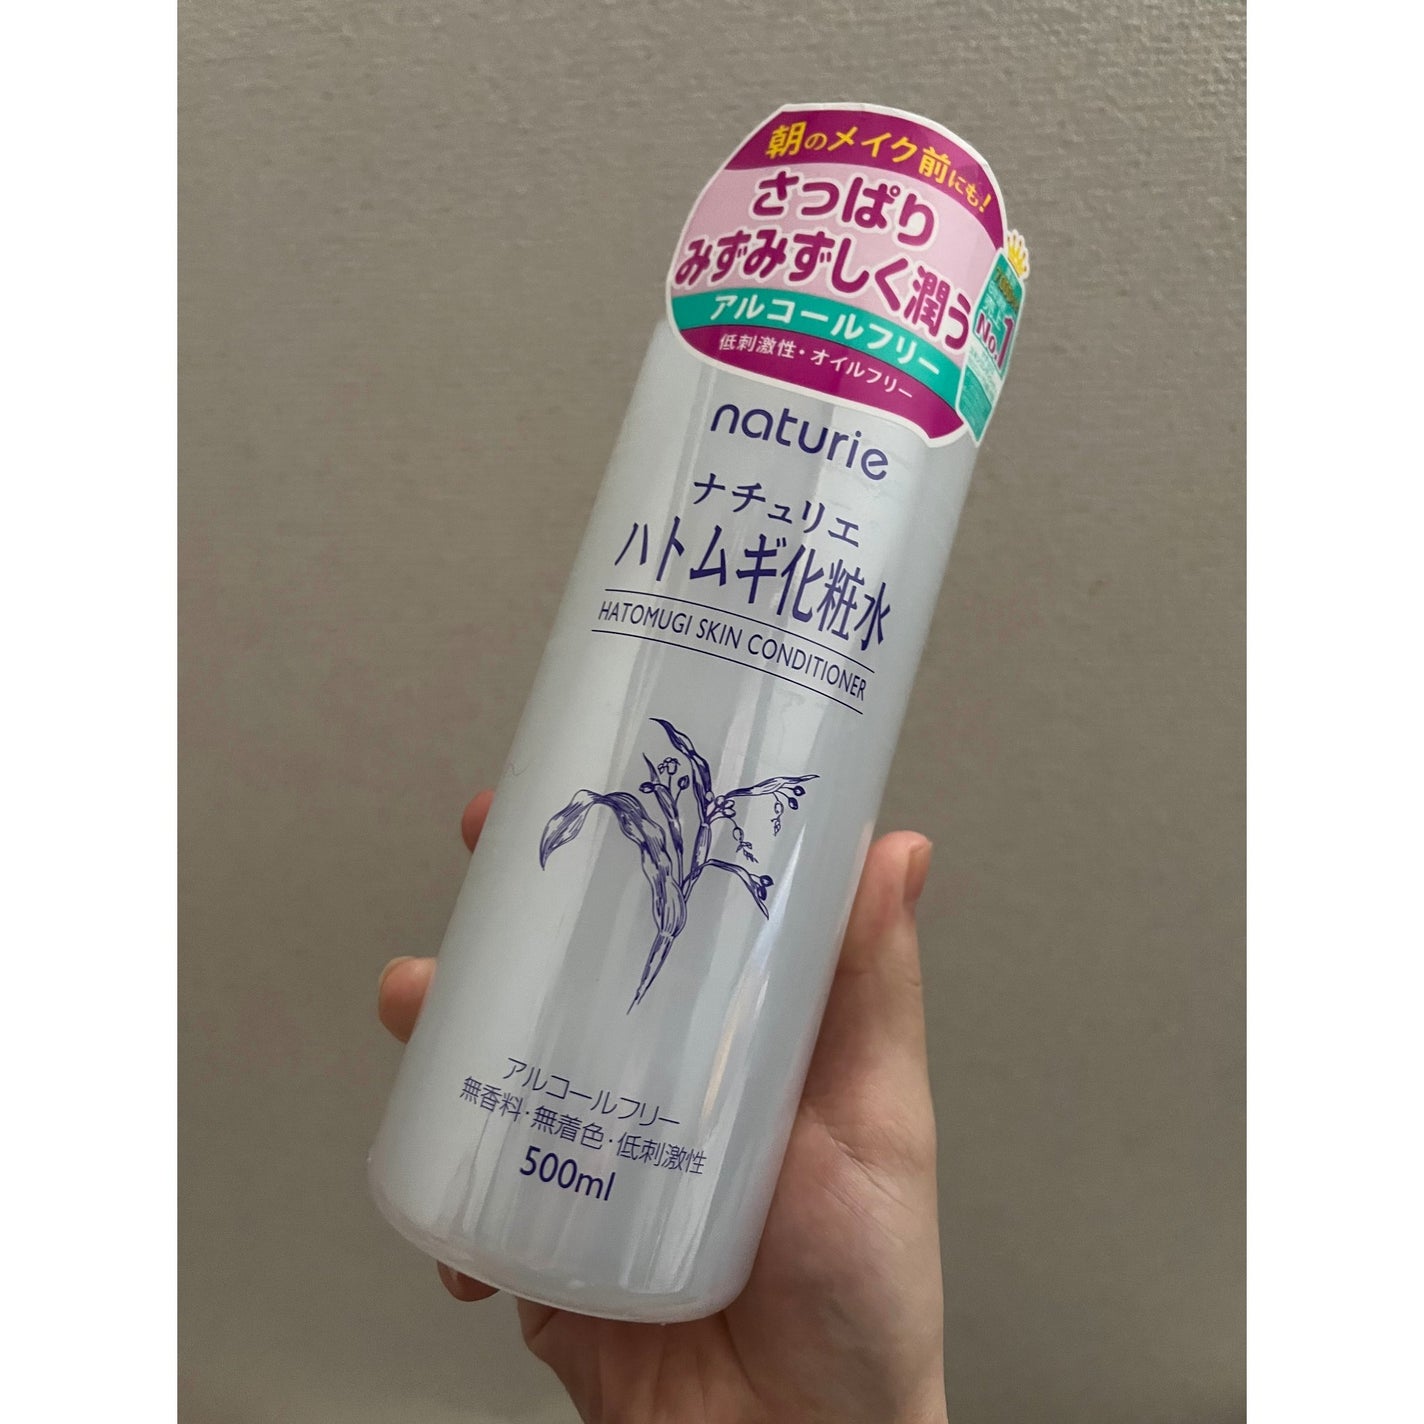 朝のメイク前にも!
さっぱり
みずみずしく潤う
アルコールフリー
低刺激性・オイルフリー
No.1
naturie
ナチュリエ
ハトムギ化粧水
HATOMUGI SKIN CONDITIONER
アルコールフリー
無香料・無着色・低刺激性
500ml